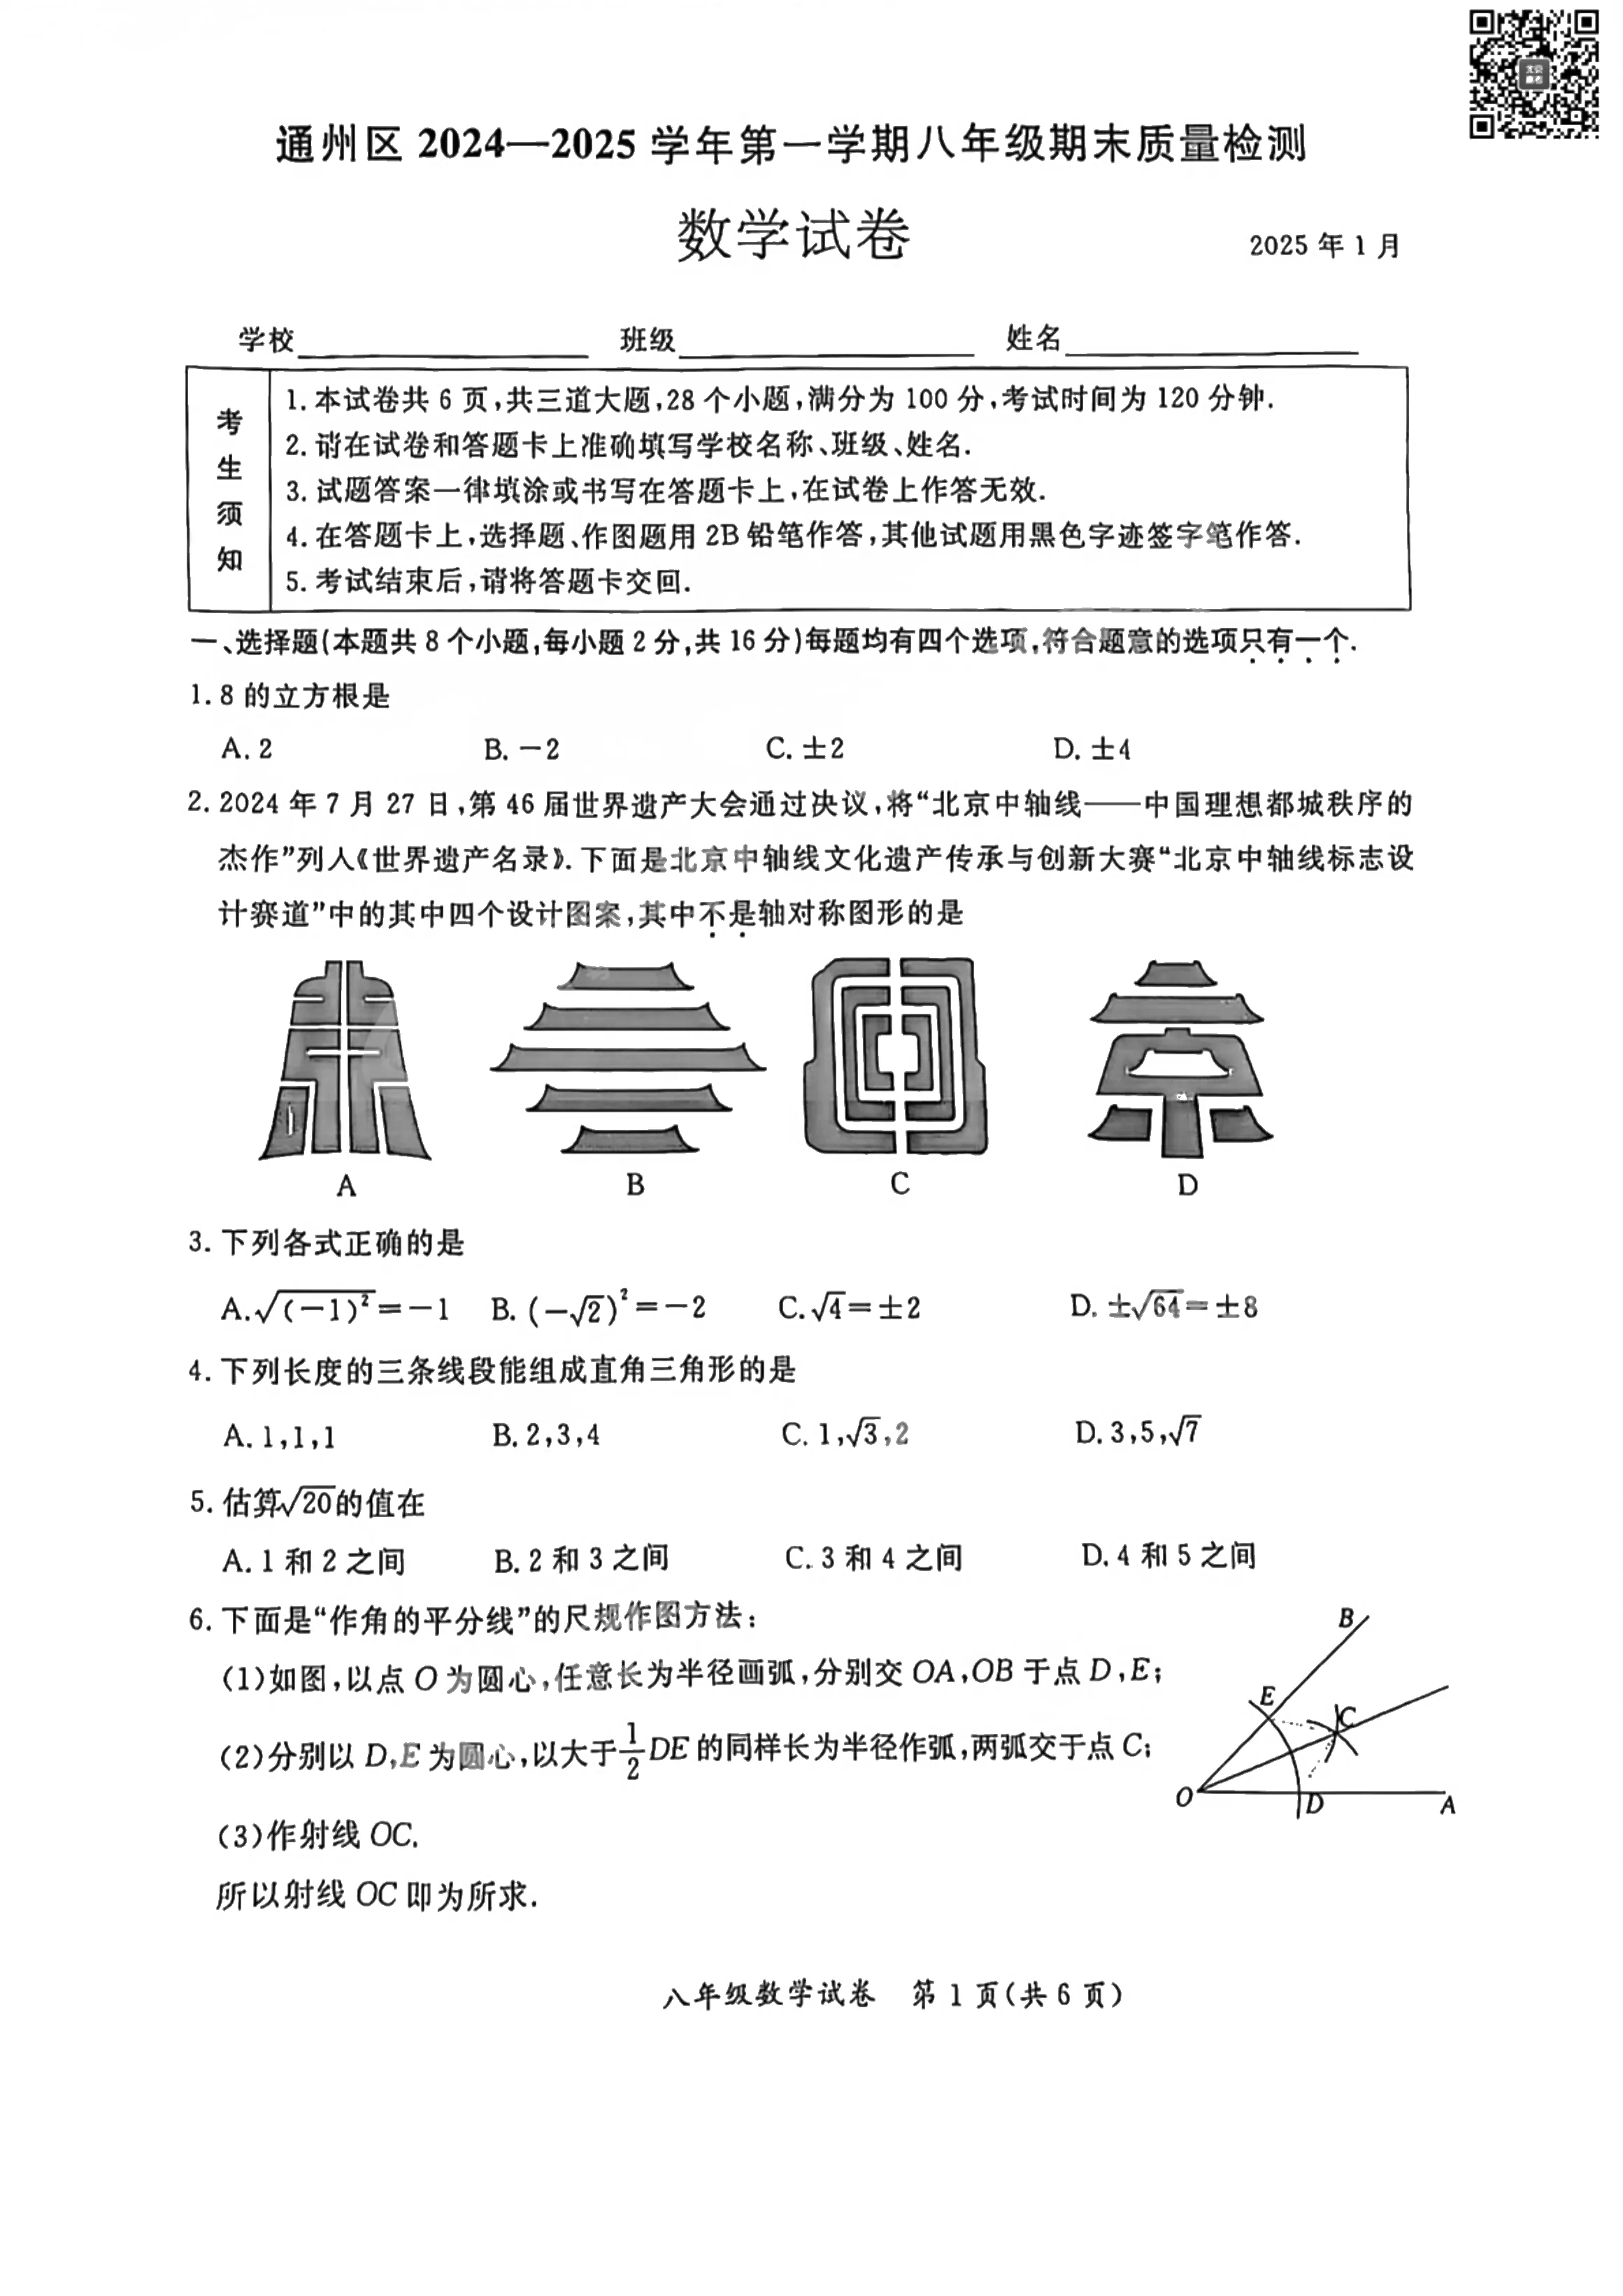 通州区 2024—2025 学年第一学期八年级期末质量检测
数学试卷
2025 年 1 月
学校 班级 姓名
考生须知
1. 本试卷共 6 页,共三道大题,28 个小题,满分为 100 分,考试时间为 120 分钟.
2. 请在试卷和答题卡上准确填写学校名称、班级、姓名.
3. 试题答案一律填涂或书写在答题卡上,在试卷上作答无效.
4. 在答题卡上,选择题、作图题用 2B 铅笔作答,其他试题用黑色字迹签字笔作答.
5. 考试结束后,请将答题卡交回.
一、选择题(本题共 8 个小题,每小题 2 分,共 16 分)每题均有四个选项,符合题意的选项只有一个.
1. 8 的立方根是
A. 2 B. −2 C. ±2 D. ±4
2. 2024 年 7 月 27 日,第 46 届世界遗产大会通过决议,将“北京中轴线——中国理想都城秩序的
杰作”列入《世界遗产名录》. 下面是北京中轴线文化遗产传承与创新大赛“北京中轴线标志设
计赛道”中的其中四个设计图案,其中不是轴对称图形的是
A B C D
3. 下列各式正确的是
A. √(−1)² = −1 B. (−√2)² = −2 C. √4 = ±2 D. ±√64 = ±8
4. 下列长度的三条线段能组成直角三角形的是
A. 1,1,1 B. 2,3,4 C. 1,√3,2 D. 3,5,√7
5. 估算√20的值在
A. 1 和 2 之间 B. 2 和 3 之间 C. 3 和 4 之间 D. 4 和 5 之间
6. 下面是“作角的平分线”的尺规作图方法:
(1)如图,以点 O 为圆心,任意长为半径画弧,分别交 OA,OB 于点 D,E;
(2)分别以 D,E 为圆心,以大于 1/2 DE 的同样长为半径作弧,两弧交于点 C;
(3)作射线 OC.
所以射线 OC 即为所求.
B
E
C
O
D
A
八年级数学试卷 第 1 页(共 6 页)